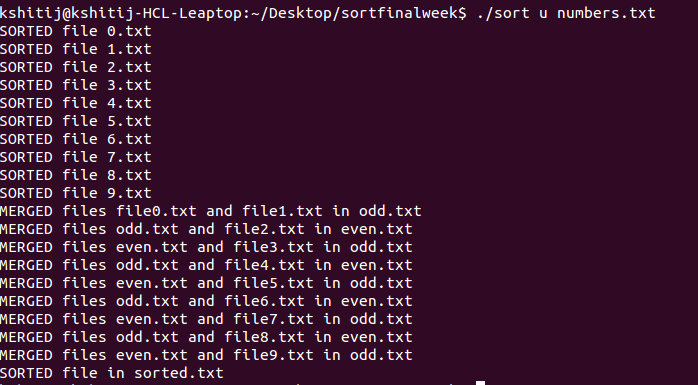 kshitij@kshitij-HCL-Leaptop:~/Desktop/sortfinalweek$ ./sort u numbers.txt
SORTED file 0.txt
SORTED file 1.txt
SORTED file 2.txt
SORTED file 3.txt
SORTED file 4.txt
SORTED file 5.txt
SORTED file 6.txt
SORTED file 7.txt
SORTED file 8.txt
SORTED file 9.txt
MERGED files file0.txt and file1.txt in odd.txt
MERGED files odd.txt and file2.txt in even.txt
MERGED files even.txt and file3.txt in odd.txt
MERGED files odd.txt and file4.txt in even.txt
MERGED files even.txt and file5.txt in odd.txt
MERGED files odd.txt and file6.txt in even.txt
MERGED files even.txt and file7.txt in odd.txt
MERGED files odd.txt and file8.txt in even.txt
MERGED files even.txt and file9.txt in odd.txt
SORTED file in sorted.txt